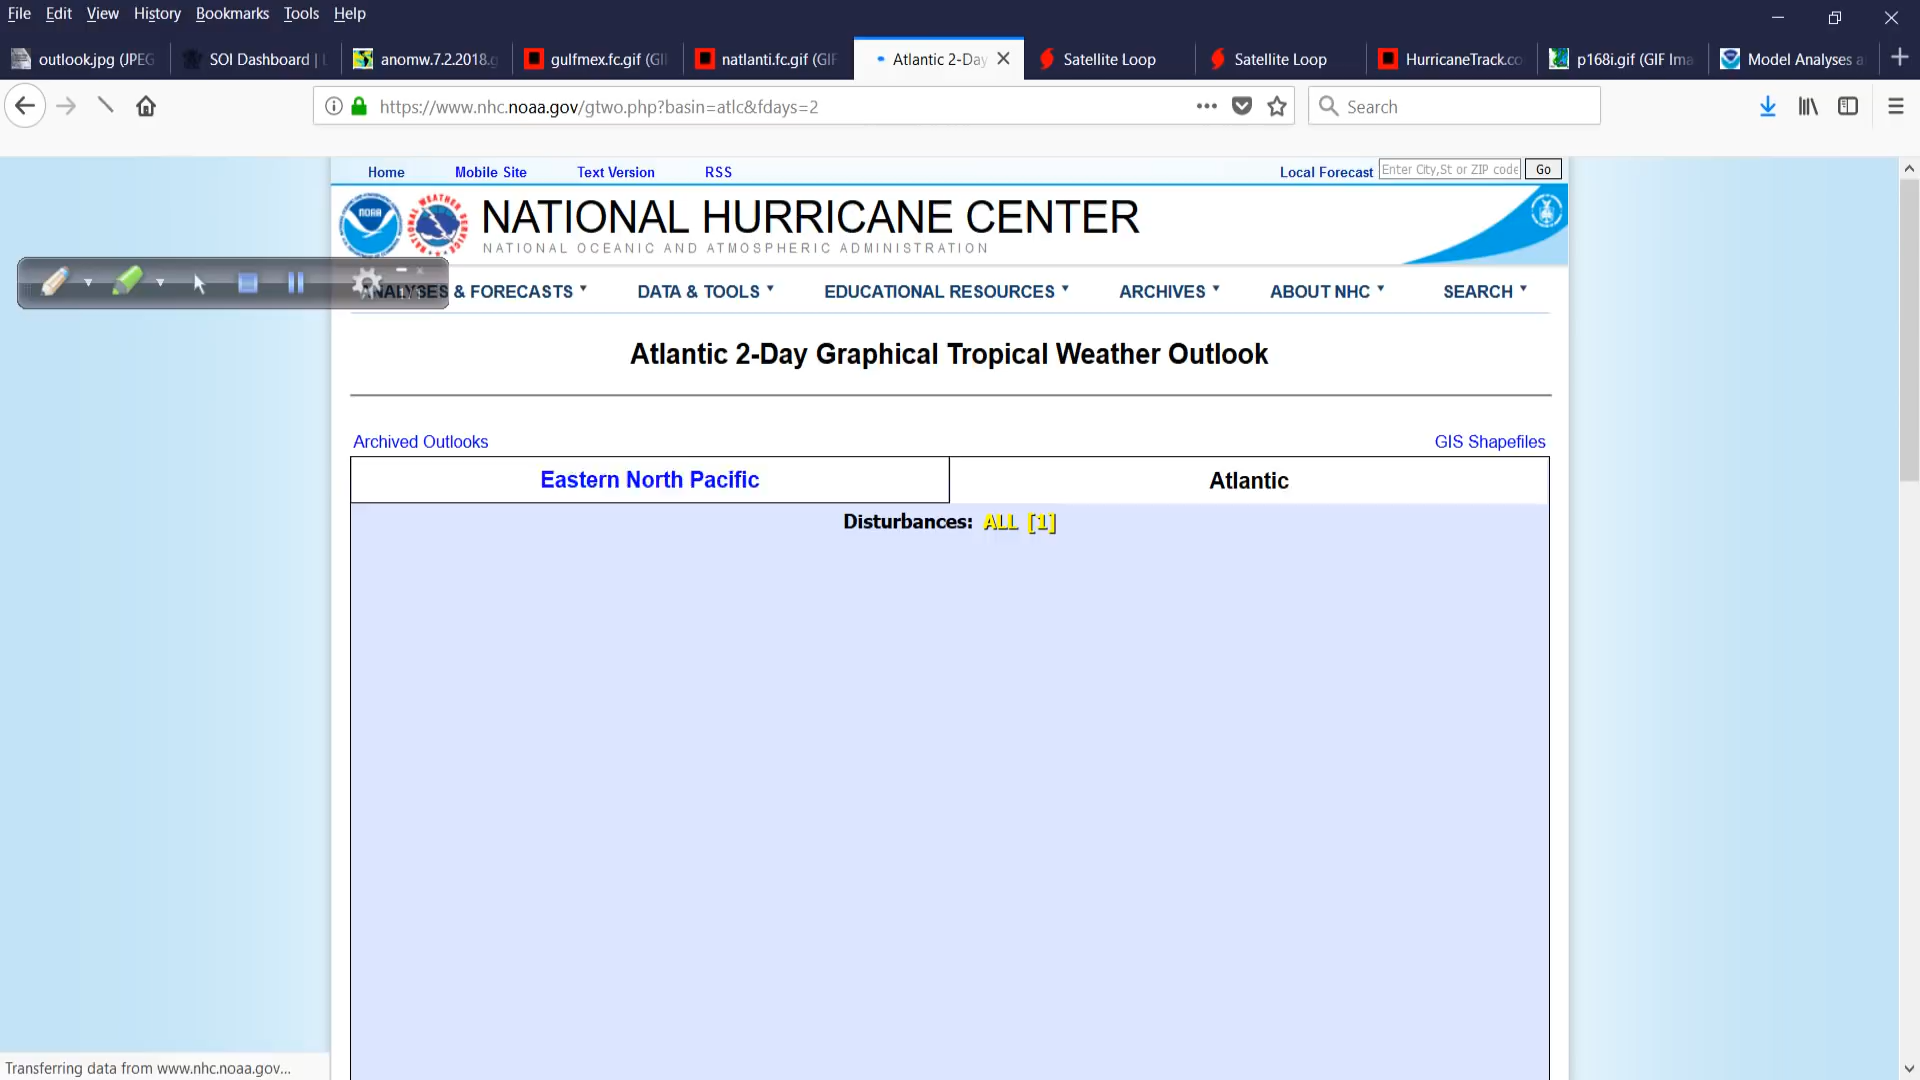 File Edit View History Bookmarks Tools Help
outlook.jpg (JPEG
SOI Dashboard | L
anomw.7.2.2018.g
gulfmex.fc.gif (GI
natlanti.fc.gif (GIF
Atlantic 2-Day
Satellite Loop
Satellite Loop
HurricaneTrack.co
p168i.gif (GIF Ima
Model Analyses a
https://www.nhc.noaa.gov/gtwo.php?basin=atlc&fdays=2
Search
Home Mobile Site Text Version RSS Local Forecast Enter City,St or ZIP code Go
NOAA
NATIONAL HURRICANE CENTER
NATIONAL OCEANIC AND ATMOSPHERIC ADMINISTRATION
ANALYSES & FORECASTS DATA & TOOLS EDUCATIONAL RESOURCES ARCHIVES ABOUT NHC SEARCH
Atlantic 2-Day Graphical Tropical Weather Outlook
Archived Outlooks GIS Shapefiles
Eastern North Pacific Atlantic
Disturbances: ALL [1]
Transferring data from www.nhc.noaa.gov...